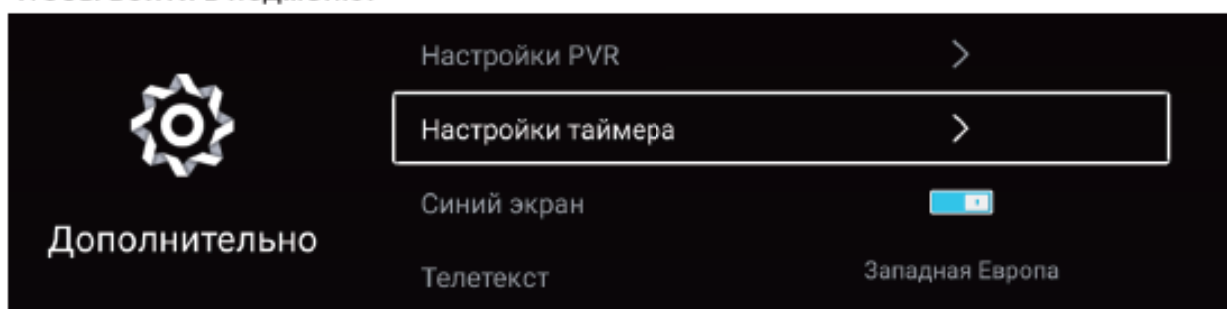 Настройки PVR
Настройки таймера
Синий экран
Дополнительно
Телетекст
Западная Европа